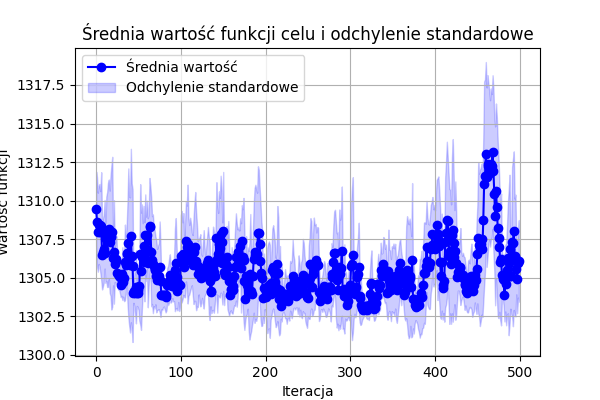 Średnia wartość funkcji celu i odchylenie standardowe
Średnia wartość
Odchylenie standardowe
1317.5
1315.0
1312.5
1310.0
1307.5
1305.0
1302.5
1300.0
Wartość funkcji
0 100 200 300 400 500
Iteracja